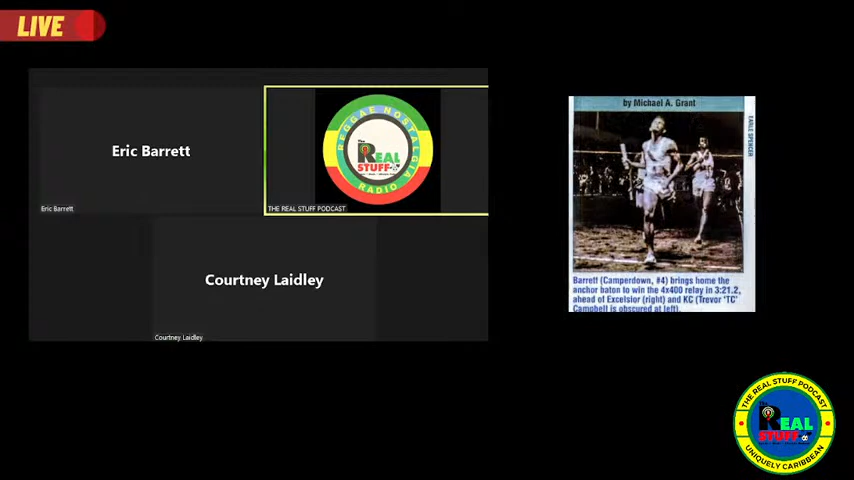 LIVE
Eric Barrett
Eric Barrett
REGGAE NOSTALGIA
The
REAL
STUFF
RADIO
THE REAL STUFF PODCAST
Courtney Laidley
Courtney Laidley
by Michael A. Grant
EARLE SPENCER
Barrett (Camperdown, #4) brings home the
anchor baton to win the 4x400 relay in 3:21.2,
ahead of Excelsior (right) and KC (Trevor 'TC'
Campbell is obscured at left).
THE REAL STUFF PODCAST
The
REAL
STUFF
UNIQUELY CARIBBEAN